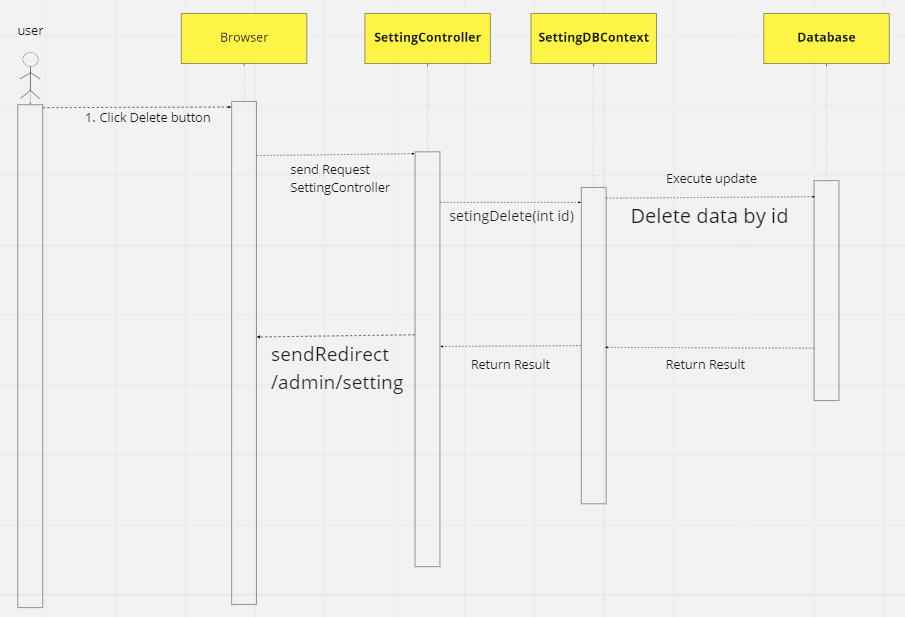 user
Browser
SettingController
SettingDBContext
Database
1. Click Delete button
send Request
SettingController
setingDelete(int id)
Execute update
Delete data by id
sendRedirect
/admin/setting
Return Result
Return Result